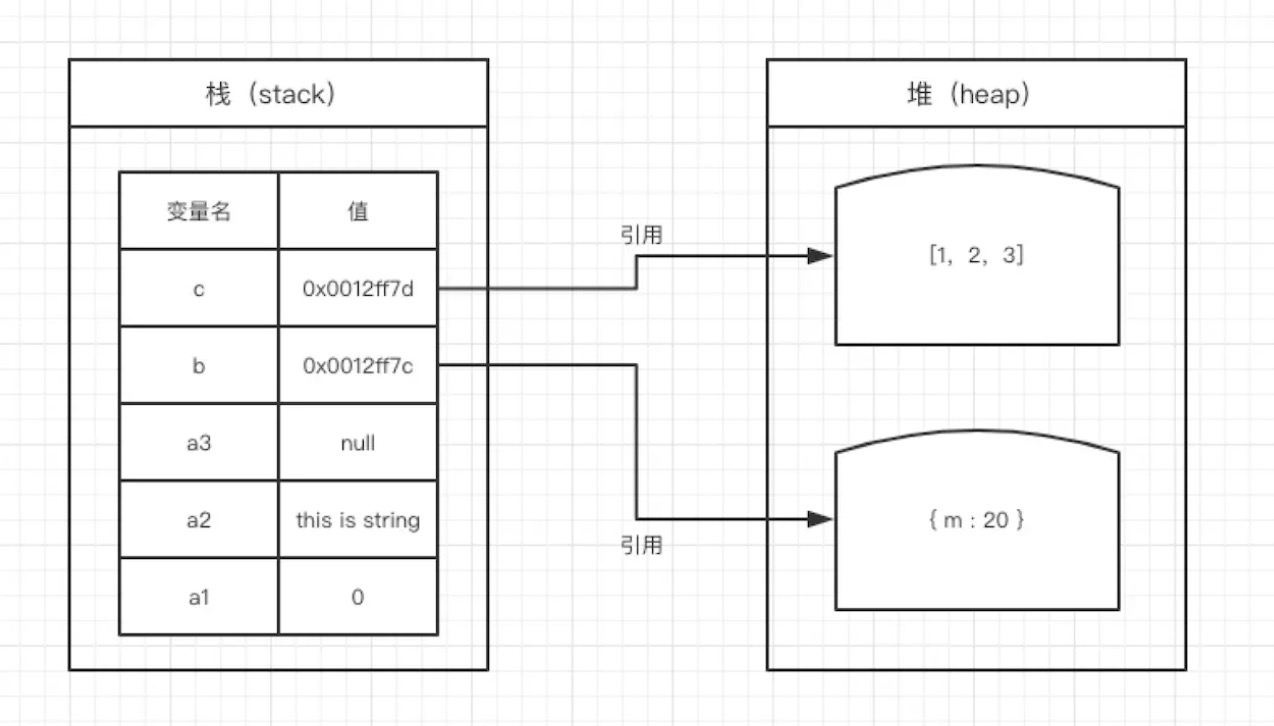 栈（stack）
变量名 值
c 0x0012ff7d
b 0x0012ff7c
a3 null
a2 this is string
a1 0
引用
引用
堆（heap）
[1，2，3]
{ m : 20 }